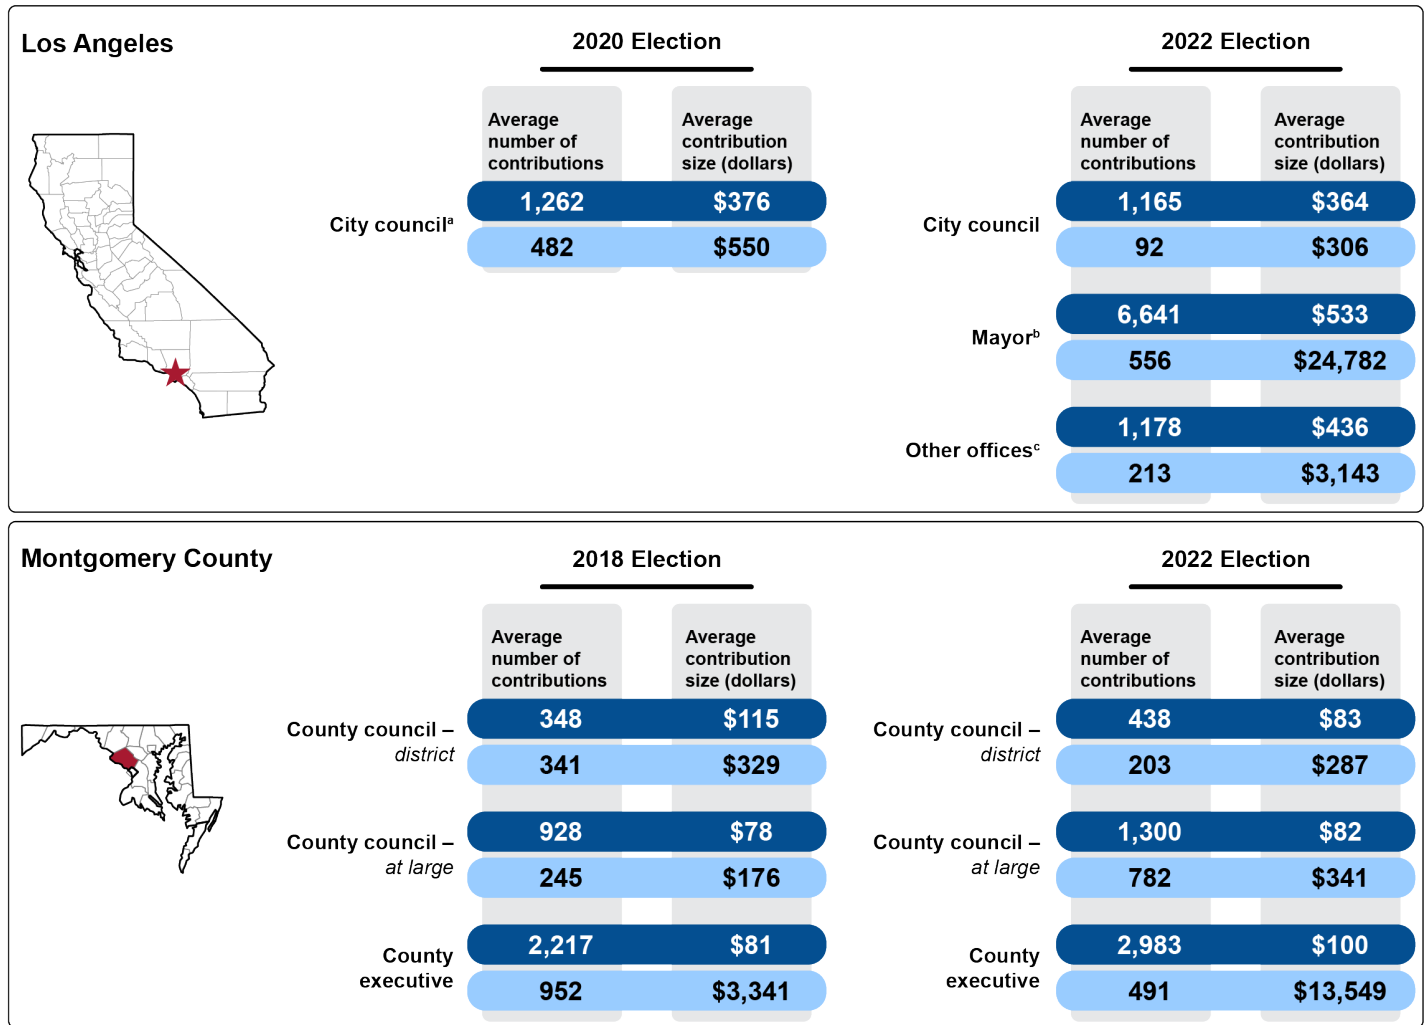 Los Angeles
2020 Election
Average
number of
contributions
Average
contribution
size (dollars)
City councilᵃ
1,262
$376
482
$550
2022 Election
Average
number of
contributions
Average
contribution
size (dollars)
City council
1,165
$364
92
$306
Mayorᵇ
6,641
$533
556
$24,782
Other officesᶜ
1,178
$436
213
$3,143
Montgomery County
2018 Election
Average
number of
contributions
Average
contribution
size (dollars)
County council –
district
348
$115
341
$329
County council –
at large
928
$78
245
$176
County
executive
2,217
$81
952
$3,341
2022 Election
Average
number of
contributions
Average
contribution
size (dollars)
County council –
district
438
$83
203
$287
County council –
at large
1,300
$82
782
$341
County
executive
2,983
$100
491
$13,549